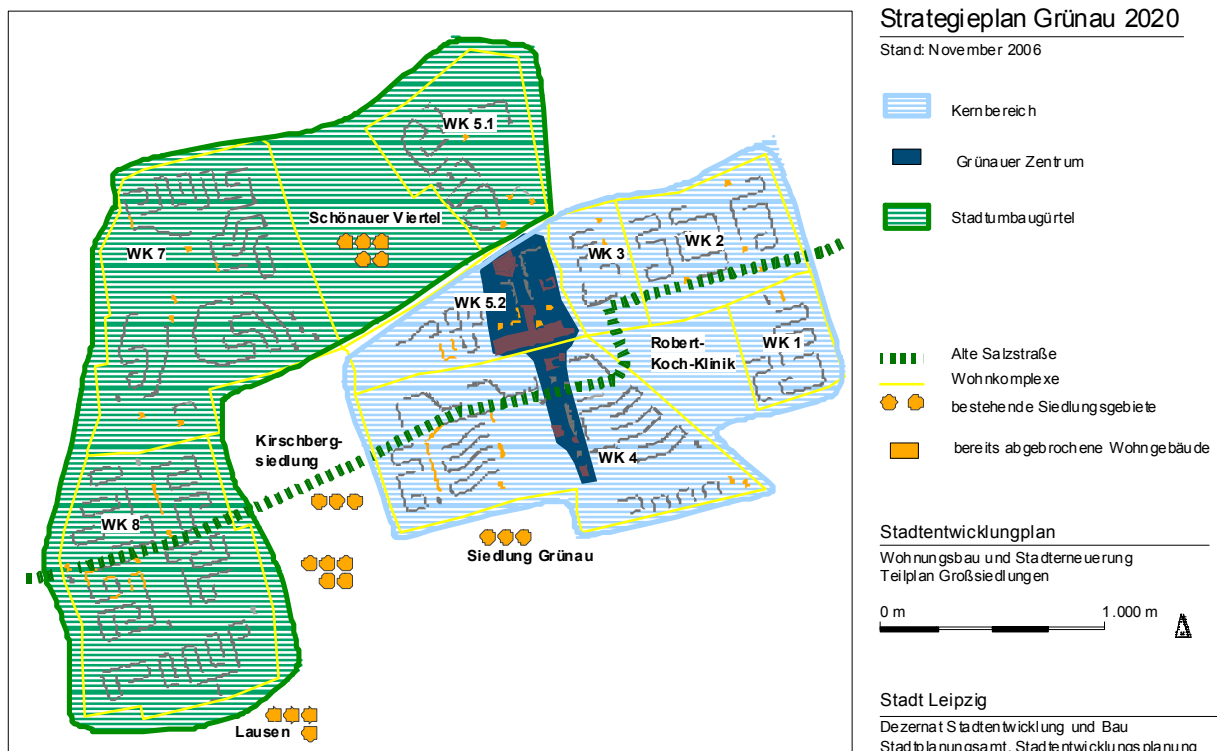 Strategieplan Grünau 2020
Stand: November 2006
Kernbereich
Grünauer Zentrum
Stadtumbaugürtel
Alte Salzstraße
Wohnkomplexe
bestehende Siedlungsgebiete
bereits abgebrochene Wohngebäude
Stadtentwicklungplan
Wohnungsbau und Stadterneuerung
Teilplan Großsiedlungen
0 m 1.000 m
Stadt Leipzig
Dezernat Stadtentwicklung und Bau
Stadtplanungsamt, Stadtentwicklungsplanung
WK 5.1
Schönauer Viertel
WK 7
WK 3
WK 2
WK 5.2
Robert-
Koch-Klinik
WK 1
Kirschberg-
siedlung
WK 4
WK 8
Siedlung Grünau
Lausen